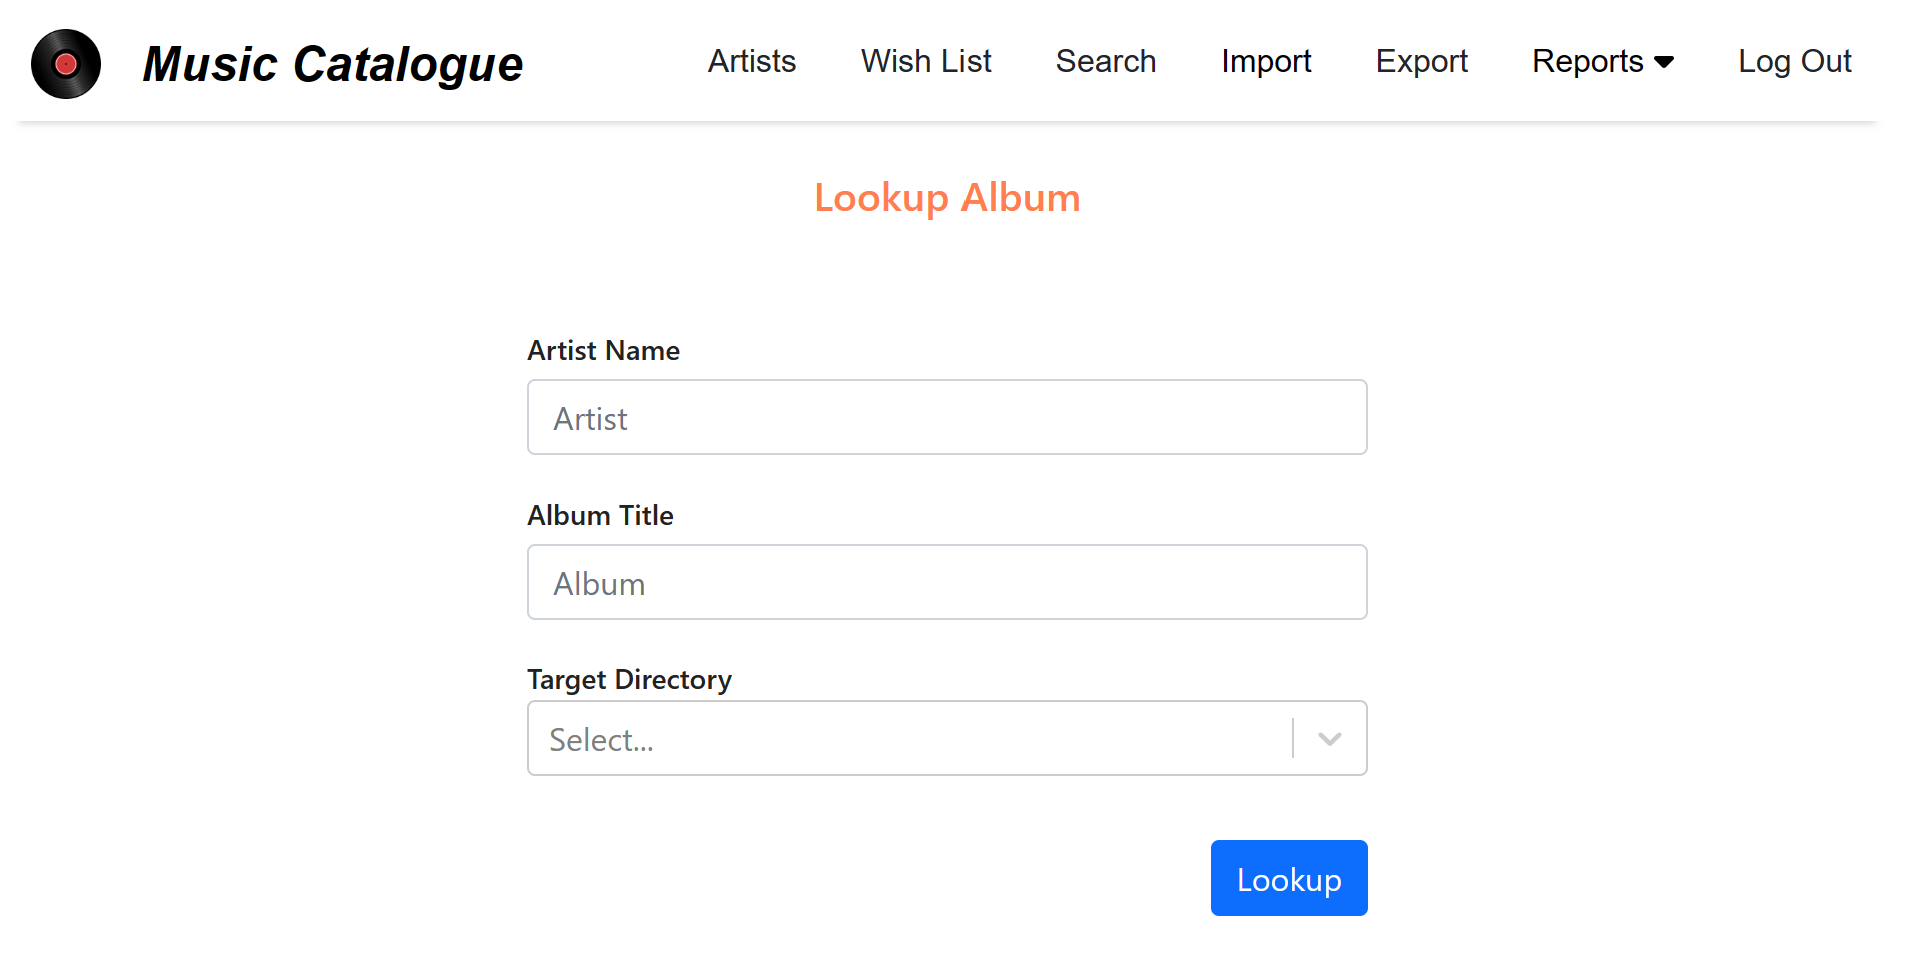 Music Catalogue Artists Wish List Search Import Export Reports Log Out
Lookup Album
Artist Name
Artist
Album Title
Album
Target Directory
Select...
Lookup